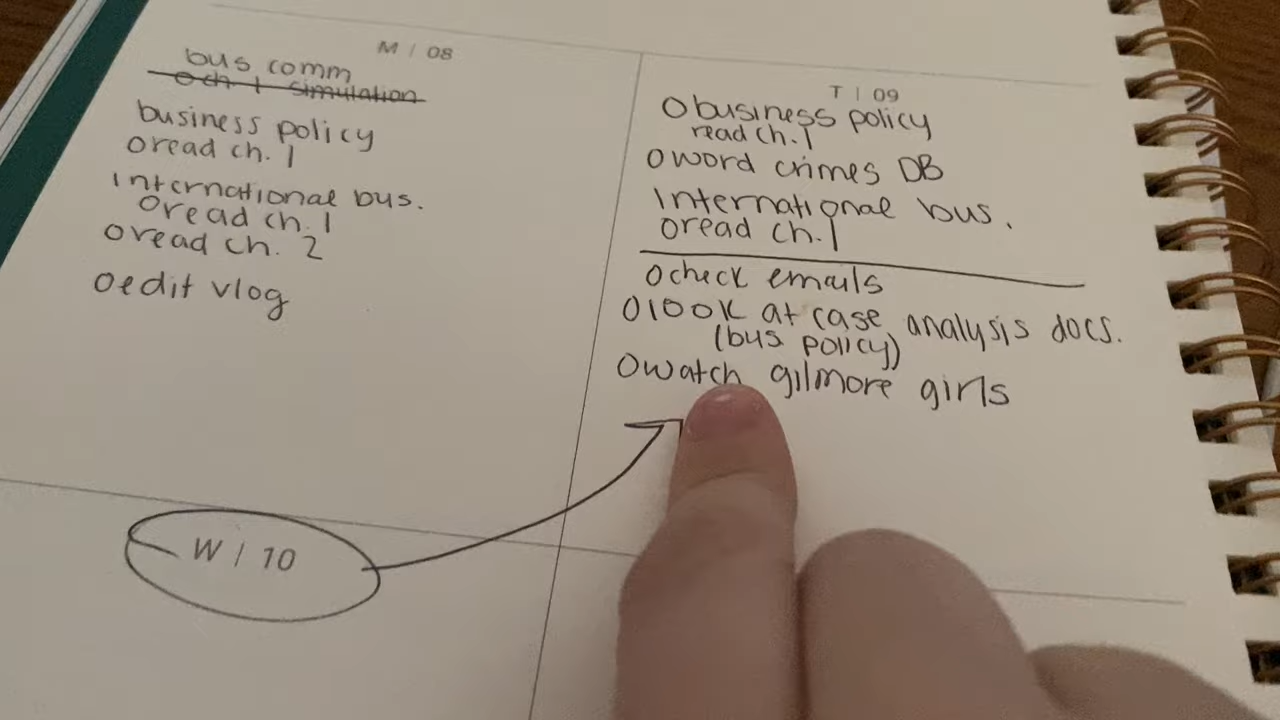 M | 08
bus comm
o ch. 1 simulation
business policy
o read ch. 1
international bus.
o read ch. 1
o read ch. 2
o edit vlog
T | 09
o business policy
read ch. 1
o word crimes DB
International bus.
o read ch. 1
o check emails
o look at case analysis docs.
(bus policy)
o watch gilmore girls
W | 10